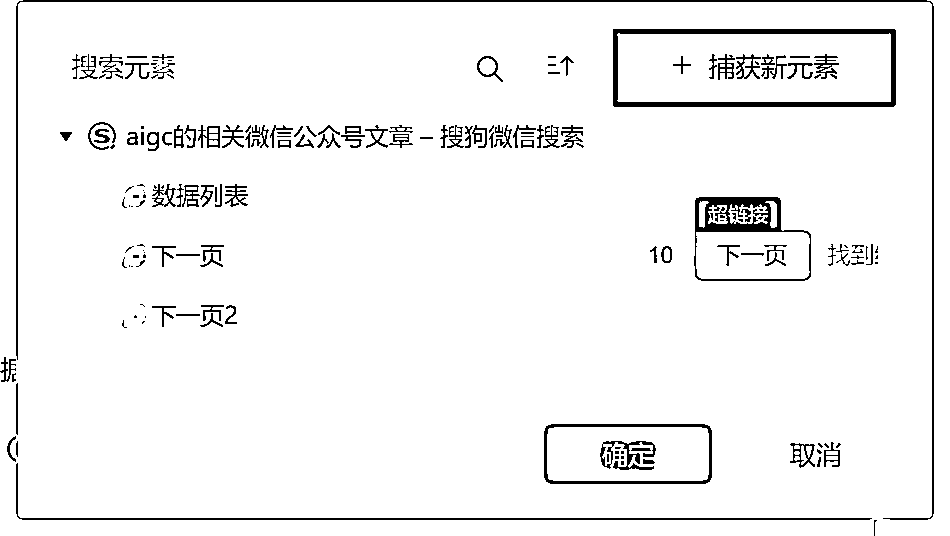 搜索元素
+ 捕获新元素
aigc的相关微信公众号文章 – 搜狗微信搜索
数据列表
超链接
下一页
10 下一页 找到
下一页2
据
确定 取消